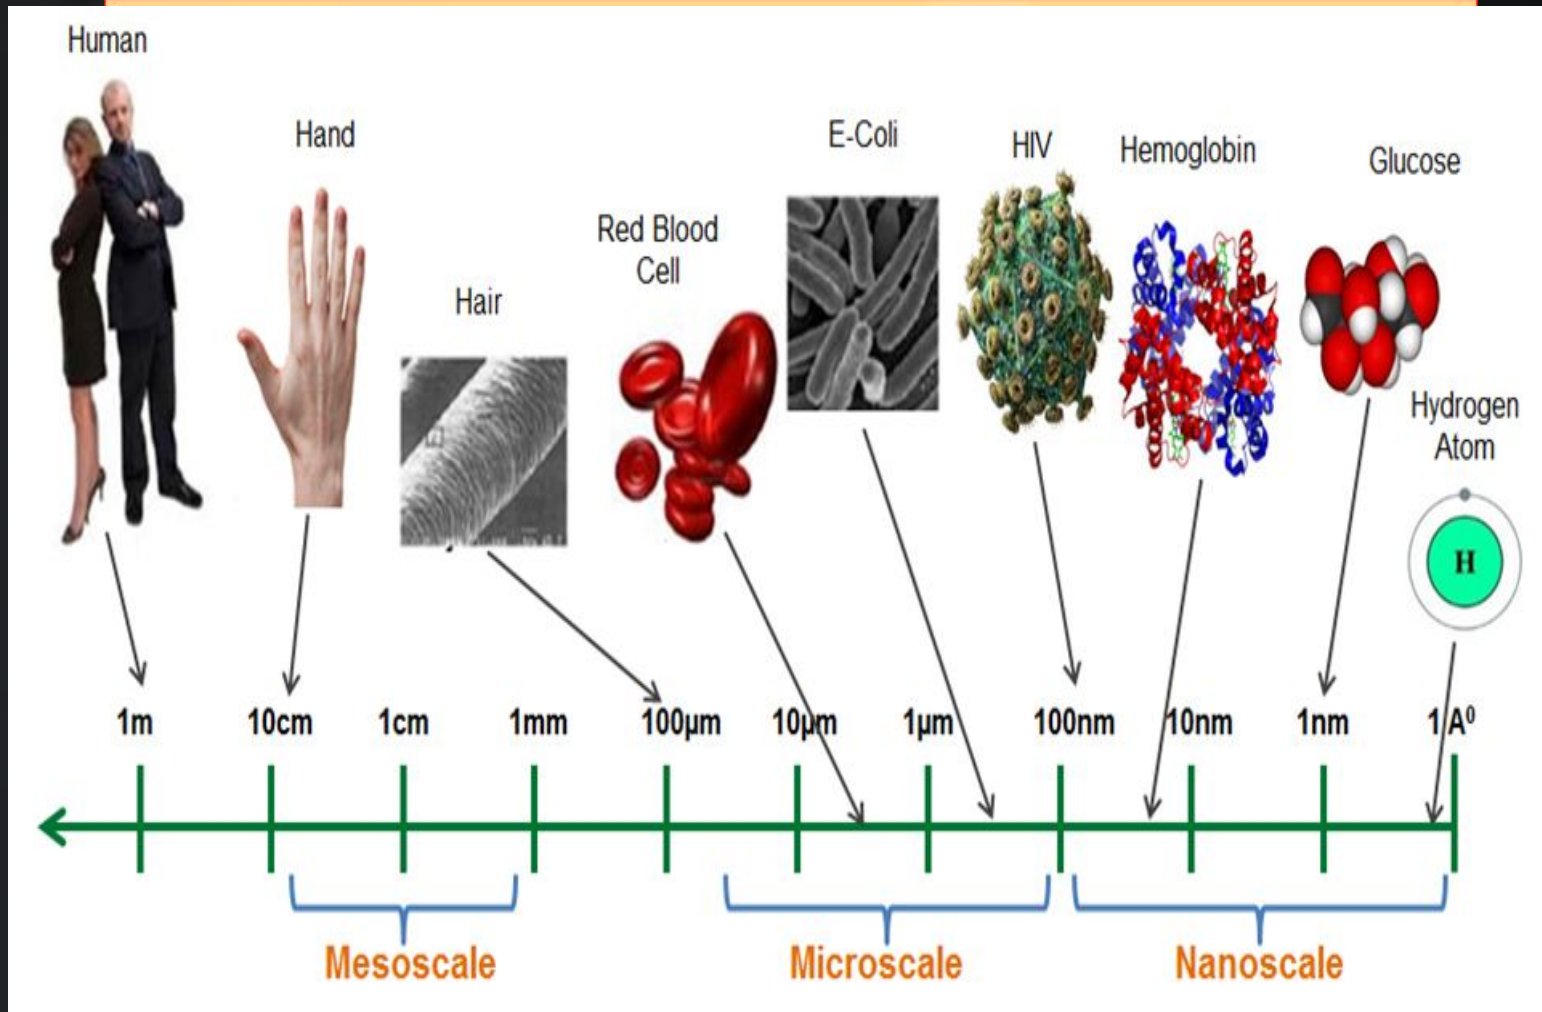 Human
Hand
Hair
Red Blood
Cell
E-Coli
HIV
Hemoglobin
Glucose
Hydrogen
Atom
H
1m 10cm 1cm 1mm 100µm 10µm 1µm 100nm 10nm 1nm 1A⁰
Mesoscale Microscale Nanoscale